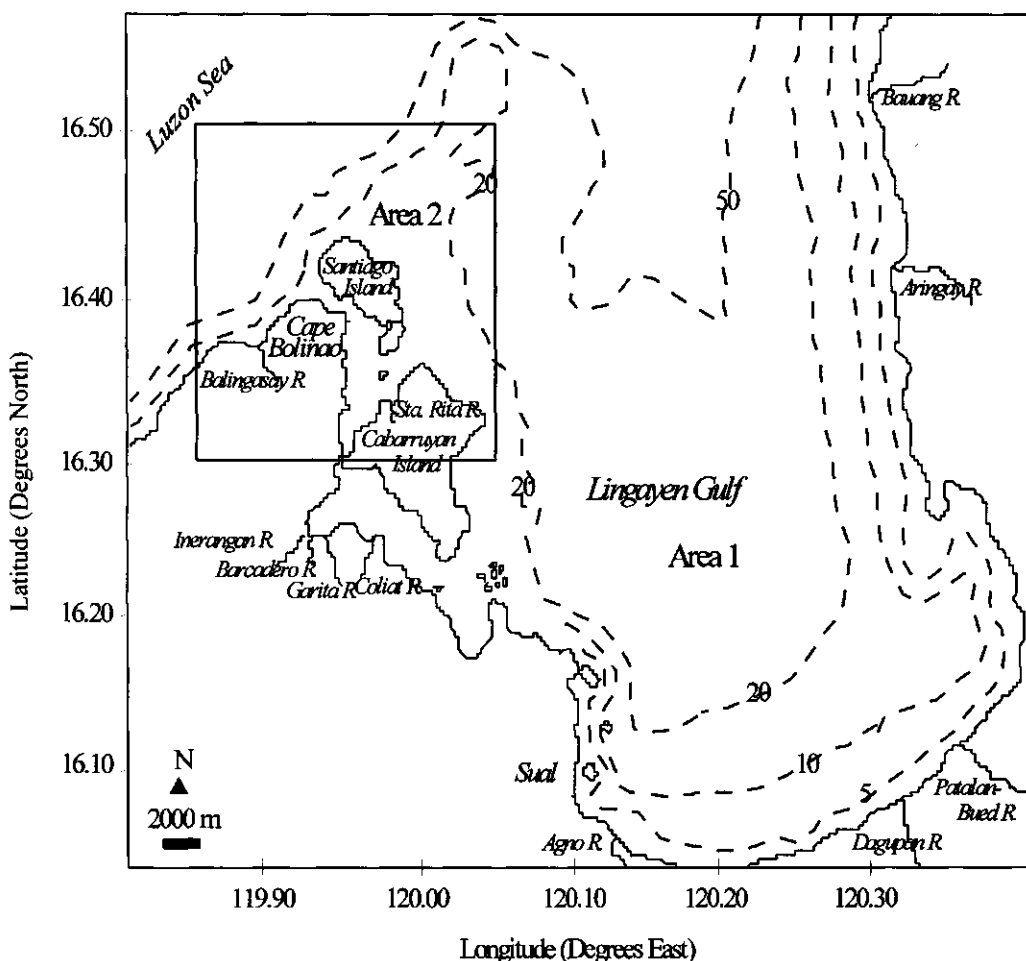 Luzon Sea
16.50
16.40
16.30
16.20
16.10
Latitude (Degrees North)
Bauang R
20
50
Area 2
Santiago
Island
Aringay R
Cape
Bolinao
Balingasay R
Sta. Rita R
Cabarruyan
Island
20
Lingayen Gulf
Area 1
Inerangan R
Barcadero R
Garita R
Coliat R
20
10
5
Sual
N
2000 m
Patalan-
Bued R
Agno R
Dagupan R
119.90
120.00
120.10
120.20
120.30
Longitude (Degrees East)